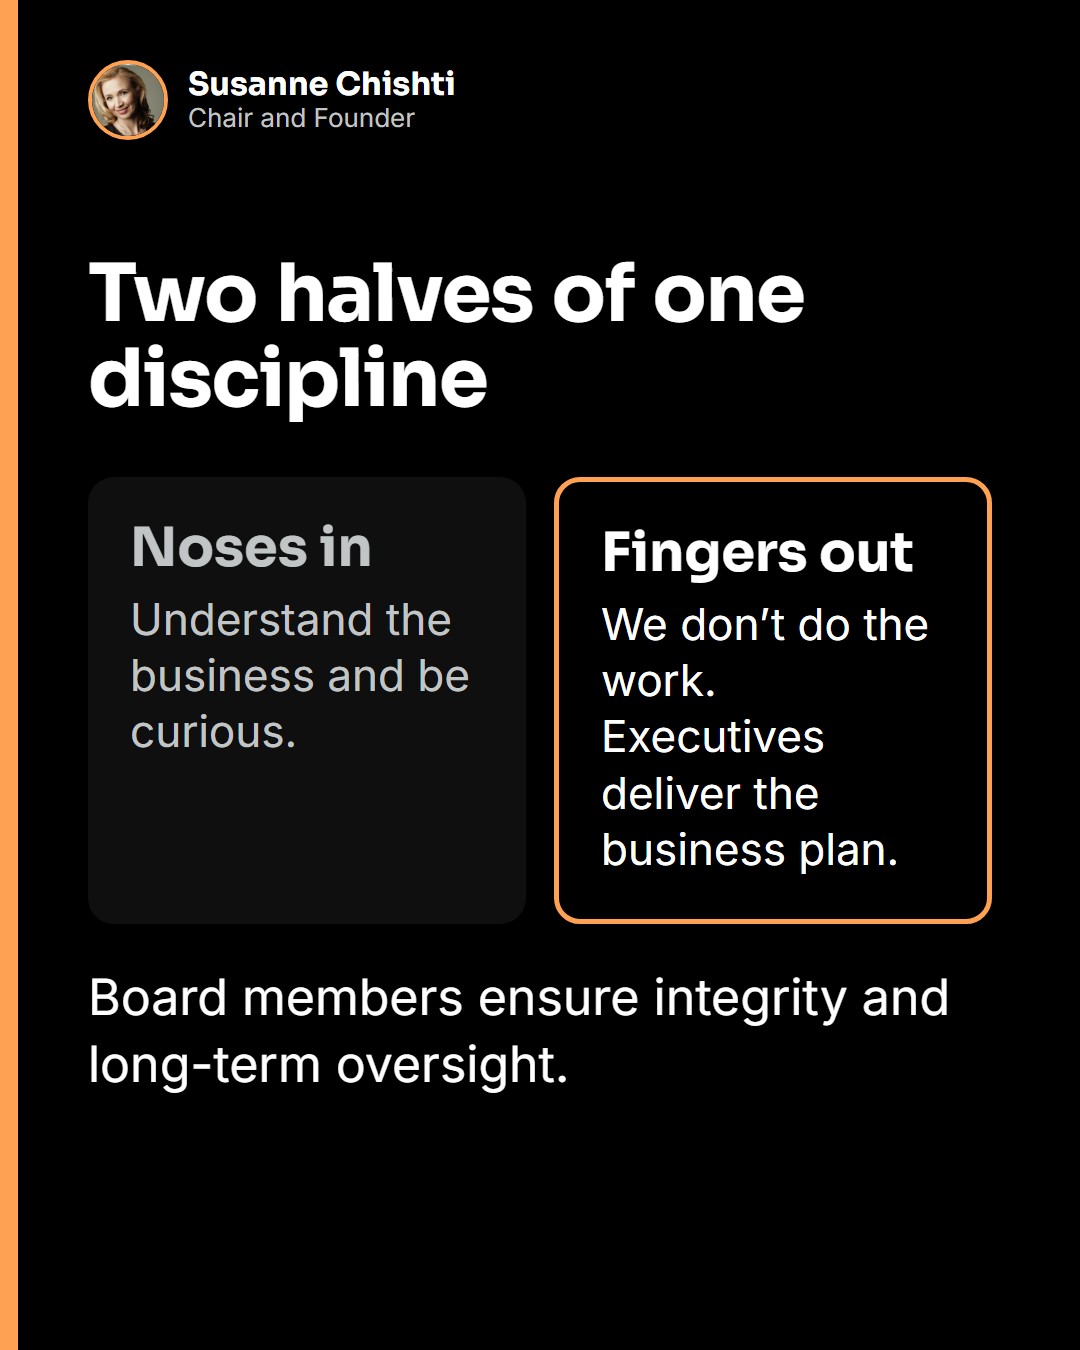 Susanne Chishti
Chair and Founder
Two halves of one
discipline
Noses in
Understand the
business and be
curious.
Fingers out
We don’t do the
work.
Executives
deliver the
business plan.
Board members ensure integrity and
long-term oversight.